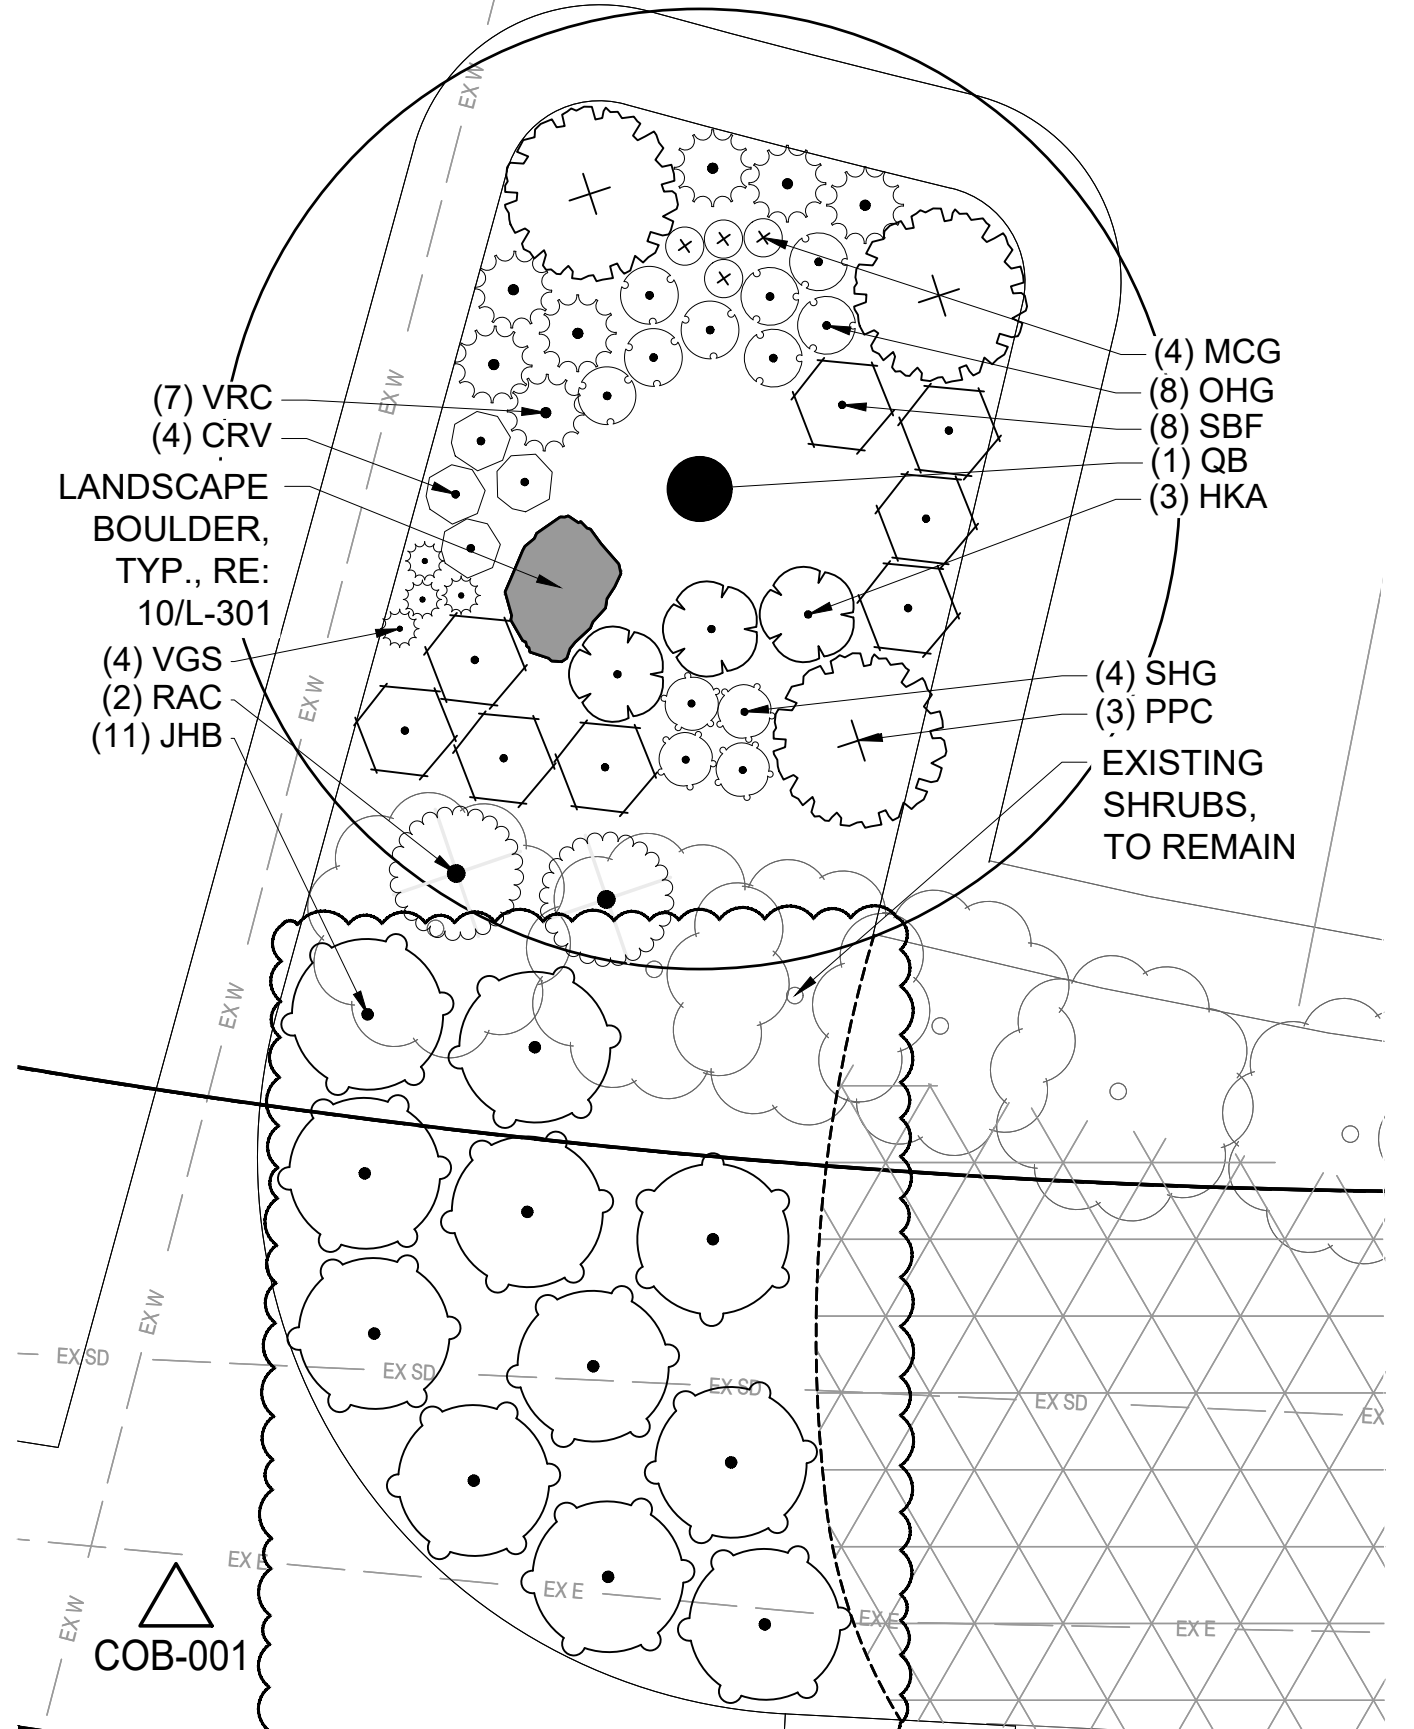 EX W
(4) MCG
EX W
(7) VRC
(8) OHG
(4) CRV
(8) SBF
(1) QB
LANDSCAPE
(3) HKA
BOULDER,
TYP., RE:
10/L-301
(4) VGS
(4) SHG
(2) RAC
EX W
(3) PPC
(11) JHB
EXISTING
SHRUBS,
TO REMAIN
EX W
EX W
EX SD
EX SD
EX SD
EX SD
EX
EX E
EX E
EX E
EX E
EX W
COB-001